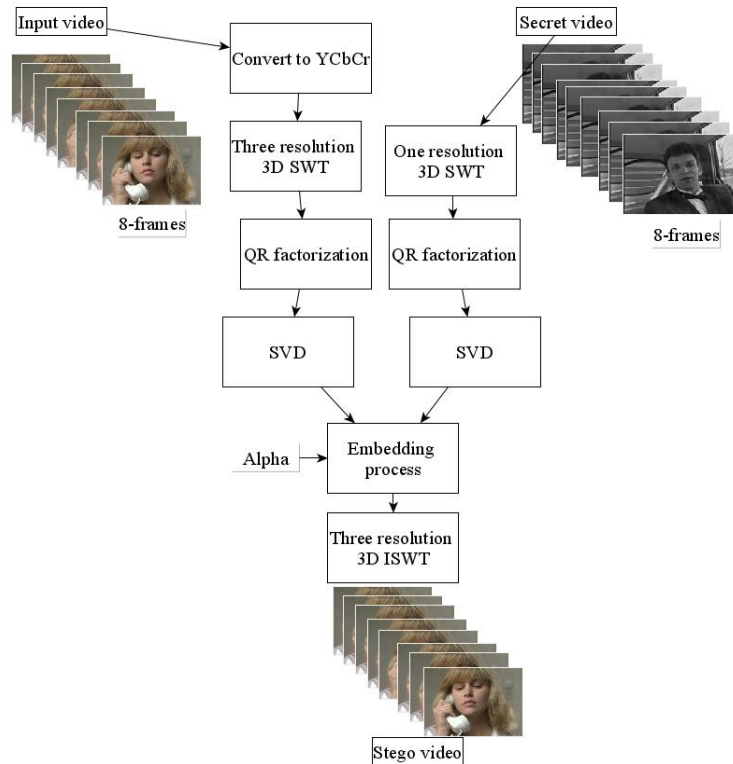 Input video
Secret video
Convert to YCbCr
Three resolution
3D SWT
One resolution
3D SWT
8-frames
8-frames
QR factorization
QR factorization
SVD
SVD
Alpha
Embedding
process
Three resolution
3D ISWT
Stego video